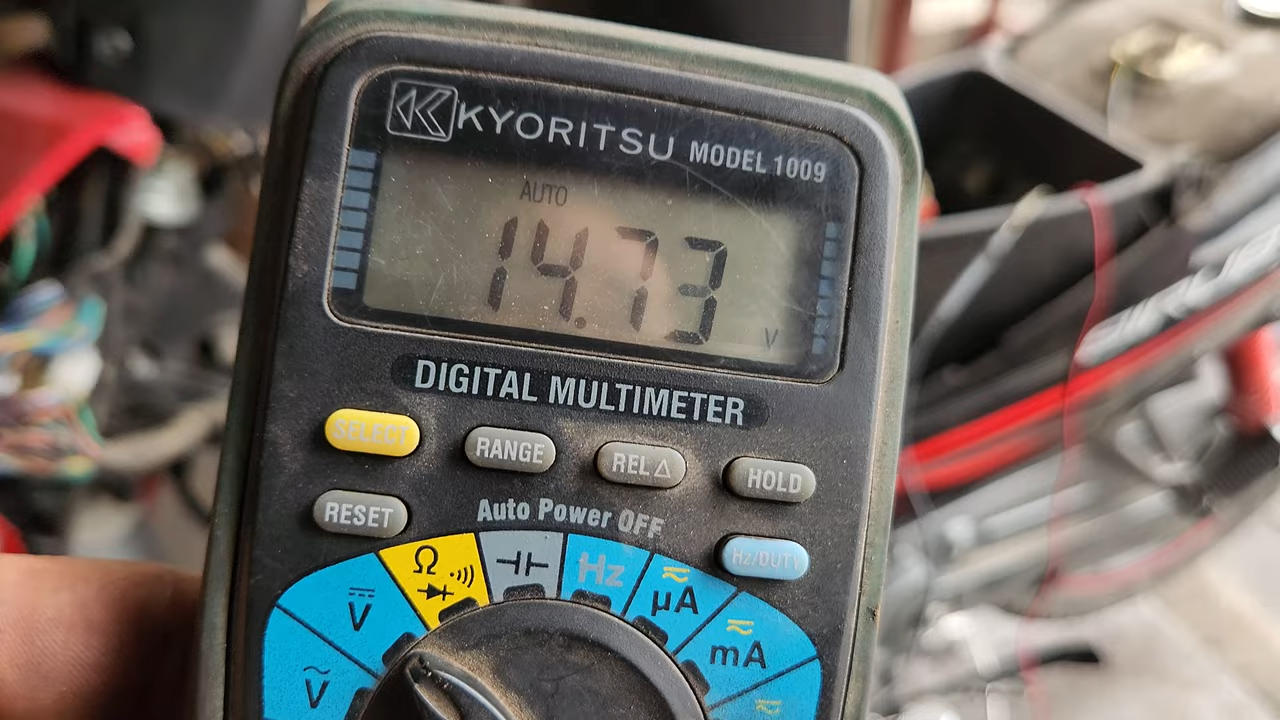 KYORITSU MODEL 1009
AUTO
14.73
V
DIGITAL MULTIMETER
SELECT
RANGE
REL△
HOLD
RESET
Auto Power OFF
Hz/DUTY
Ω
Hz
μA
V
mA
V